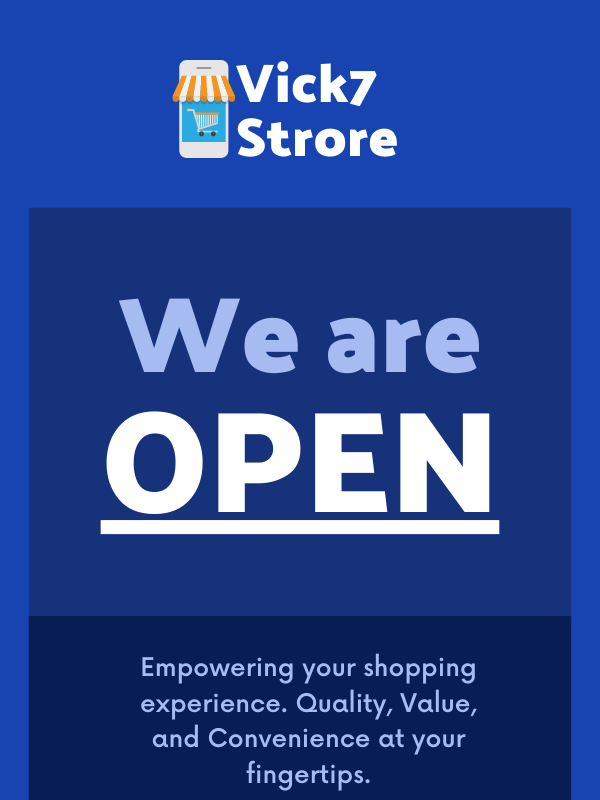 Vick7
Strore
We are
OPEN
Empowering your shopping
experience. Quality, Value,
and Convenience at your
fingertips.